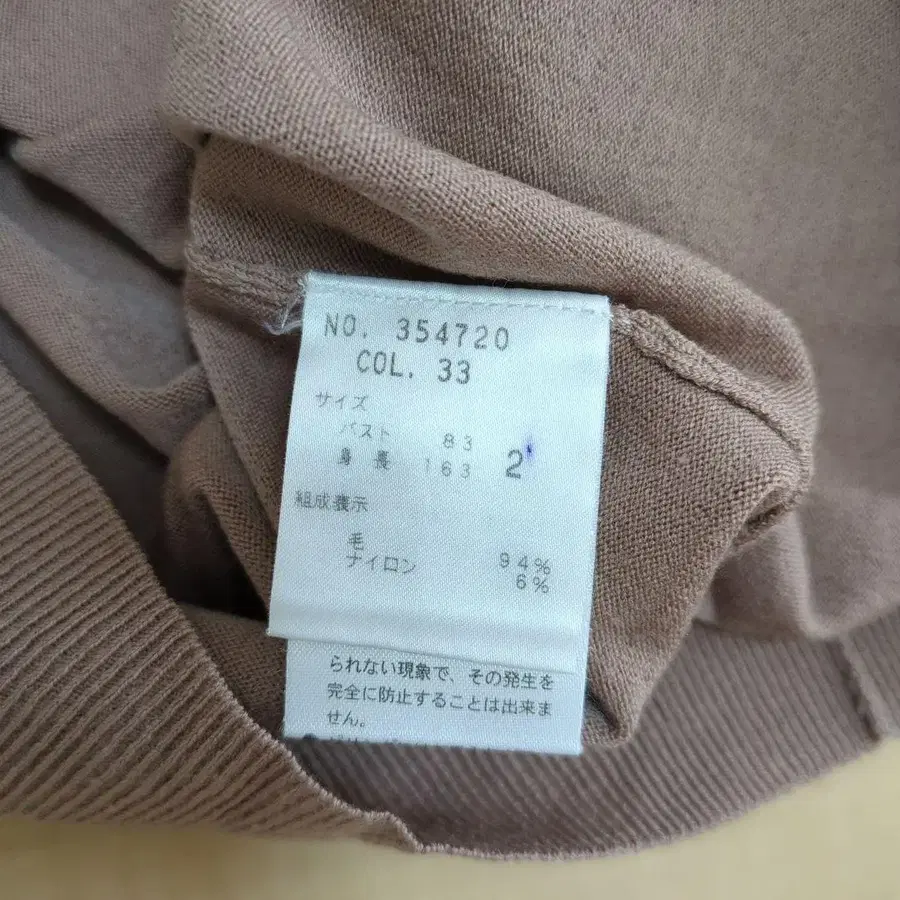 NO. 354720
COL. 33
サイズ
バスト 83
身長 163 2
組成表示
毛 94%
ナイロン 6%
られない現象で、その発生を
完全に防止することは出来ま
せん。